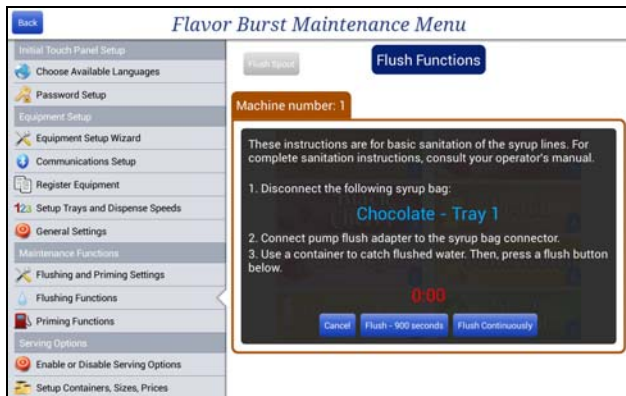 Back
Flavor Burst Maintenance Menu
Initial Touch Panel Setup
Choose Available Languages
Password Setup
Equipment Setup
Equipment Setup Wizard
Communications Setup
Register Equipment
123 Setup Trays and Dispense Speeds
General Settings
Maintenance Functions
Flushing and Priming Settings
Flushing Functions
Priming Functions
Serving Options
Enable or Disable Serving Options
Setup Containers, Sizes, Prices
Flush Spout
Flush Functions
Machine number: 1
These instructions are for basic sanitation of the syrup lines. For
complete sanitation instructions, consult your operator's manual.
1. Disconnect the following syrup bag:
Chocolate - Tray 1
2. Connect pump flush adapter to the syrup bag connector.
3. Use a container to catch flushed water. Then, press a flush button
below.
0:00
Cancel
Flush - 900 seconds
Flush Continuously